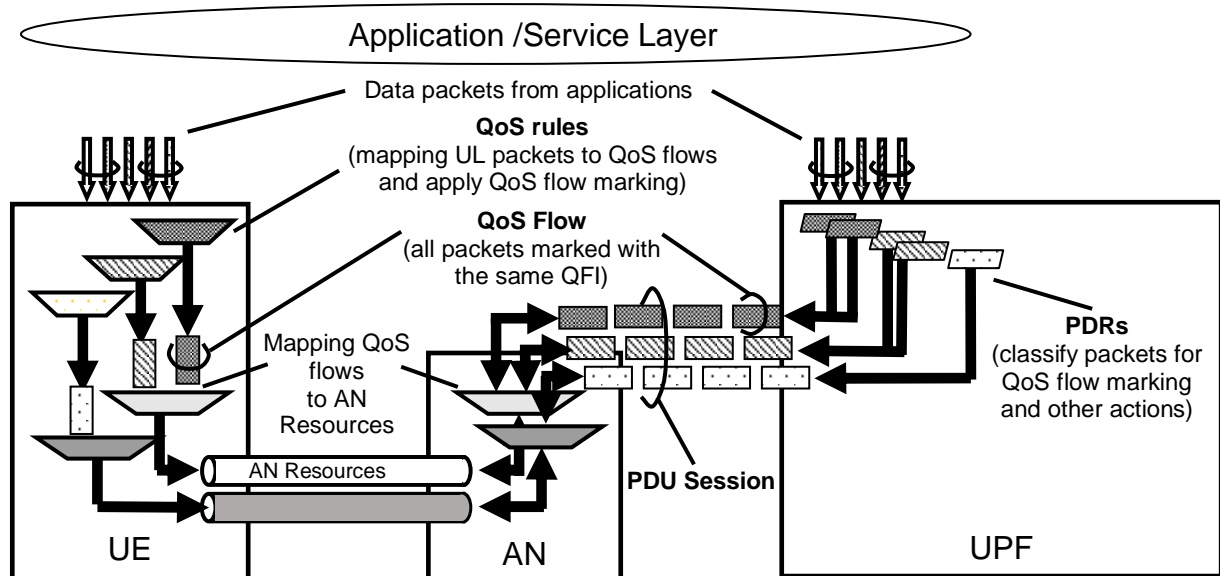 Application /Service Layer
Data packets from applications
QoS rules
(mapping UL packets to QoS flows
and apply QoS flow marking)
QoS Flow
(all packets marked with
the same QFI)
Mapping QoS
flows
to AN
Resources
PDRs
(classify packets for
QoS flow marking
and other actions)
AN Resources
PDU Session
UE
AN
UPF